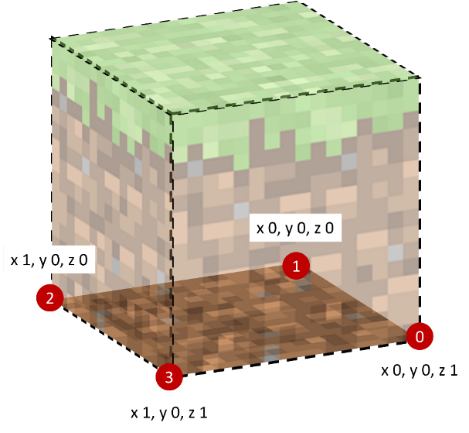 x 0, y 0, z 0
1
x 1, y 0, z 0
2
0
3
x 0, y 0, z 1
x 1, y 0, z 1